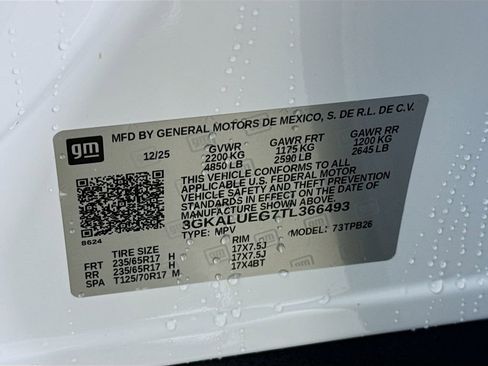 gm MFD BY GENERAL MOTORS DE MEXICO, S. DE R.L. DE C.V.
12/25 GVWR GAWR FRT GAWR RR
2200 KG 1175 KG 1200 KG
4850 LB 2590 LB 2645 LB
THIS VEHICLE CONFORMS TO ALL
APPLICABLE U.S. FEDERAL MOTOR
VEHICLE SAFETY AND THEFT PREVENTION
STANDARDS IN EFFECT ON THE DATE OF
MANUFACTURE SHOWN ABOVE.
3GKALUEG7TL366493
TYPE: MPV MODEL: 73TPB26
8624
TIRE SIZE RIM
FRT 235/65R17 H 17X7.5J
RR 235/65R17 H 17X7.5J
SPA T125/70R17 M 17X4BT
gm